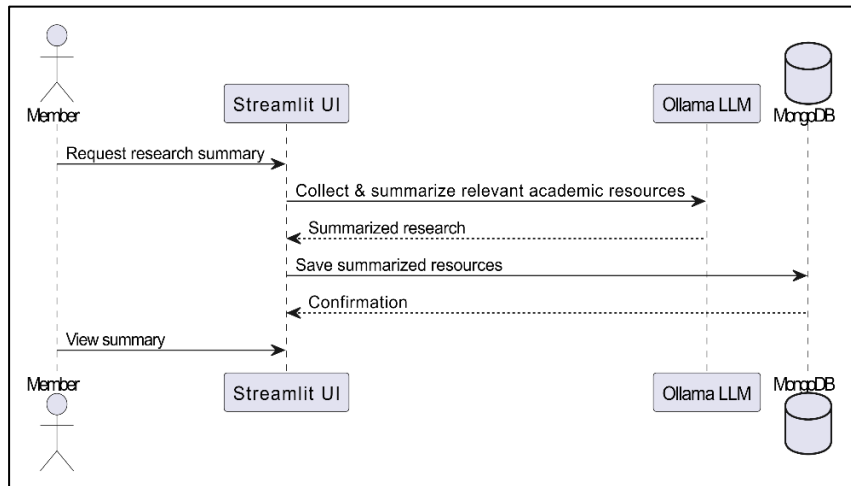 Member
Streamlit UI
Ollama LLM
MongoDB
Request research summary
Collect & summarize relevant academic resources
Summarized research
Save summarized resources
Confirmation
View summary
Member
Streamlit UI
Ollama LLM
MongoDB